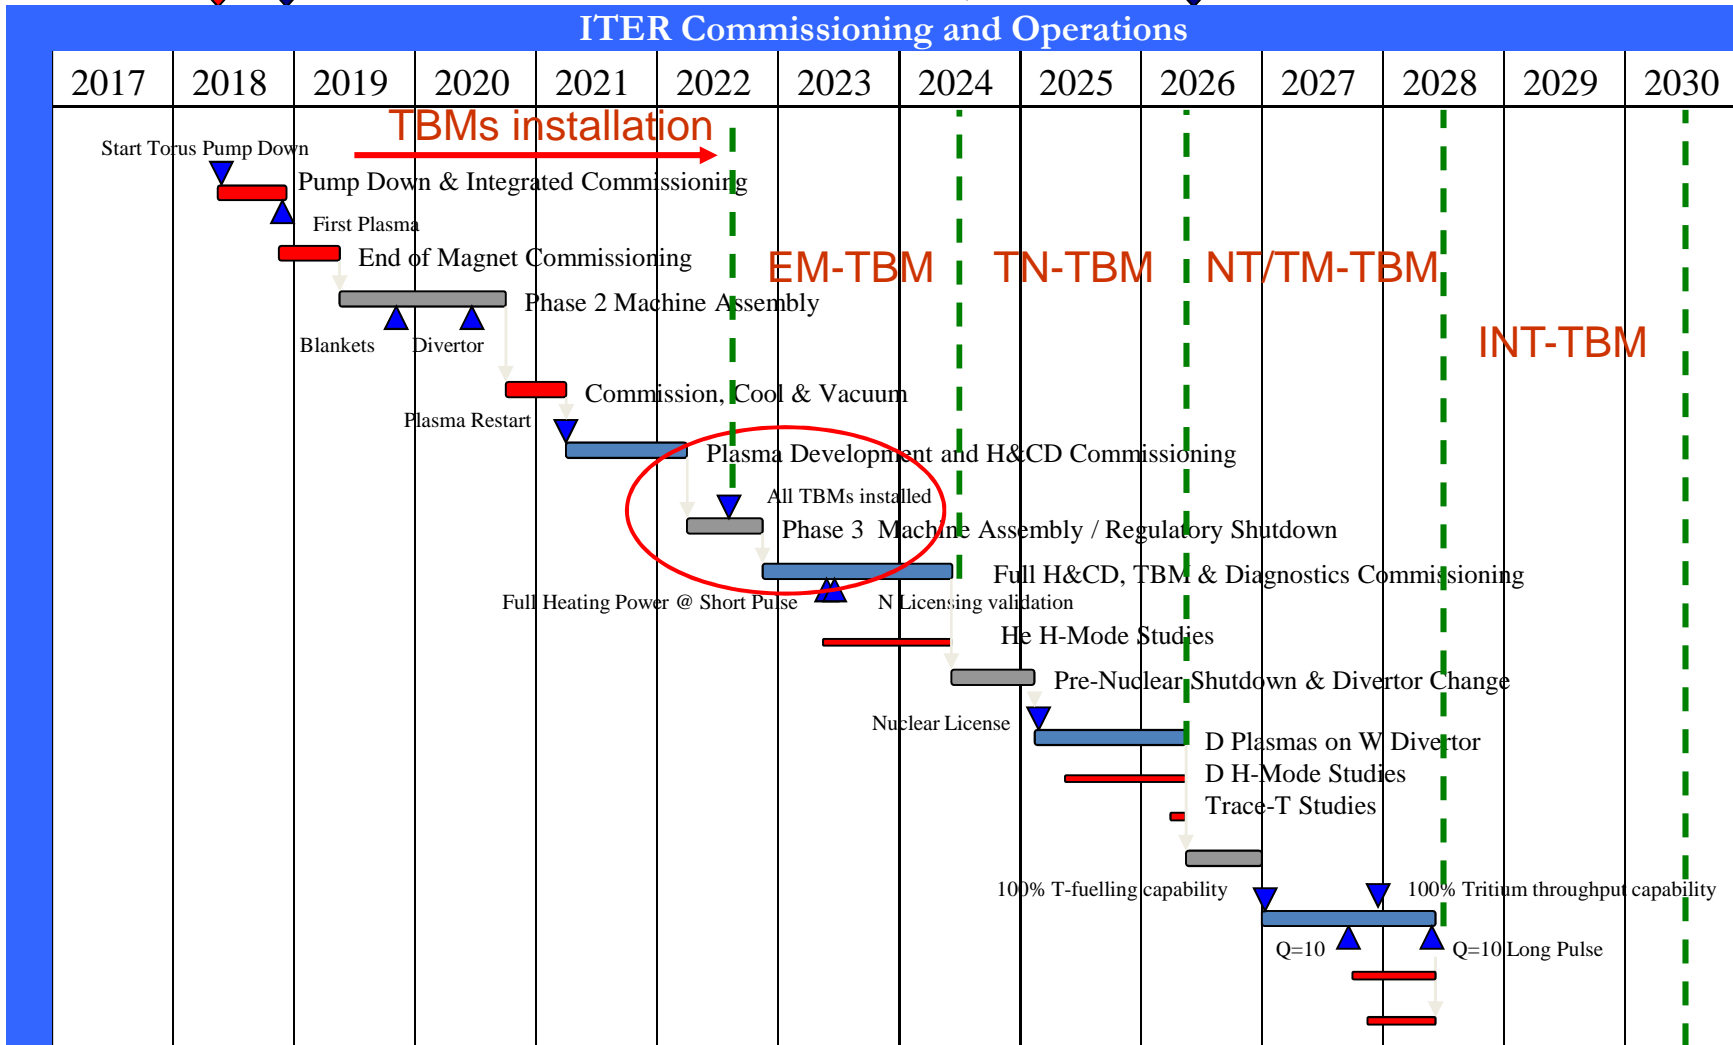 ITER Commissioning and Operations
2017 2018 2019 2020 2021 2022 2023 2024 2025 2026 2027 2028 2029 2030
TBMs installation
Start Torus Pump Down
Pump Down & Integrated Commissioning
First Plasma
End of Magnet Commissioning
EM-TBM TN-TBM NT/TM-TBM
Phase 2 Machine Assembly
Blankets Divertor
INT-TBM
Commission, Cool & Vacuum
Plasma Restart
Plasma Development and H&CD Commissioning
All TBMs installed
Phase 3 Machine Assembly / Regulatory Shutdown
Full H&CD, TBM & Diagnostics Commissioning
Full Heating Power @ Short Pulse N Licensing validation
He H-Mode Studies
Pre-Nuclear Shutdown & Divertor Change
Nuclear License
D Plasmas on W Divertor
D H-Mode Studies
Trace-T Studies
100% T-fuelling capability 100% Tritium throughput capability
Q=10 Q=10 Long Pulse